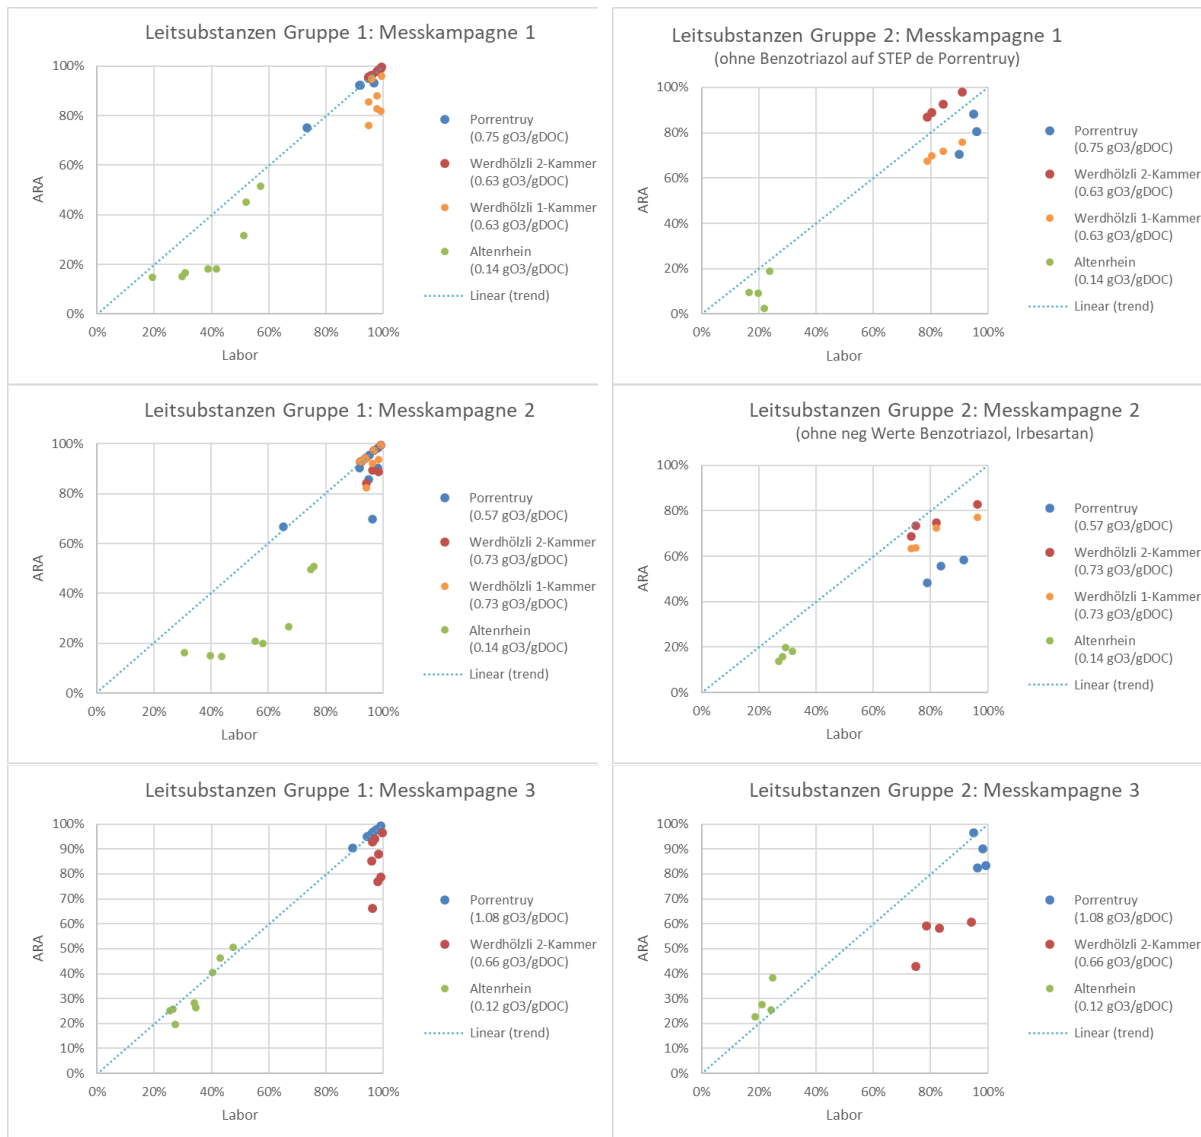 Leitsubstanzen Gruppe 1: Messkampagne 1
100%
80%
60%
40%
20%
0%
ARA
0%
20%
40%
60%
80%
100%
Labor
Porrentruy
(0.75 gO3/gDOC)
Werdhölzli 2-Kammer
(0.63 gO3/gDOC)
Werdhölzli 1-Kammer
(0.63 gO3/gDOC)
Altenrhein
(0.14 gO3/gDOC)
Linear (trend)
Leitsubstanzen Gruppe 2: Messkampagne 1
(ohne Benzotriazol auf STEP de Porrentruy)
100%
80%
60%
40%
20%
0%
ARA
0%
20%
40%
60%
80%
100%
Labor
Porrentruy
(0.75 gO3/gDOC)
Werdhölzli 2-Kammer
(0.63 gO3/gDOC)
Werdhölzli 1-Kammer
(0.63 gO3/gDOC)
Altenrhein
(0.14 gO3/gDOC)
Linear (trend)
Leitsubstanzen Gruppe 1: Messkampagne 2
100%
80%
60%
40%
20%
0%
ARA
0%
20%
40%
60%
80%
100%
Labor
Porrentruy
(0.57 gO3/gDOC)
Werdhölzli 2-Kammer
(0.73 gO3/gDOC)
Werdhölzli 1-Kammer
(0.73 gO3/gDOC)
Altenrhein
(0.14 gO3/gDOC)
Linear (trend)
Leitsubstanzen Gruppe 2: Messkampagne 2
(ohne neg Werte Benzotriazol, Irbesartan)
100%
80%
60%
40%
20%
0%
ARA
0%
20%
40%
60%
80%
100%
Labor
Porrentruy
(0.57 gO3/gDOC)
Werdhölzli 2-Kammer
(0.73 gO3/gDOC)
Werdhölzli 1-Kammer
(0.73 gO3/gDOC)
Altenrhein
(0.14 gO3/gDOC)
Linear (trend)
Leitsubstanzen Gruppe 1: Messkampagne 3
100%
90%
80%
70%
60%
50%
40%
30%
20%
10%
0%
ARA
0%
20%
40%
60%
80%
100%
Labor
Porrentruy
(1.08 gO3/gDOC)
Werdhölzli 2-Kammer
(0.66 gO3/gDOC)
Altenrhein
(0.12 gO3/gDOC)
Linear (trend)
Leitsubstanzen Gruppe 2: Messkampagne 3
100%
90%
80%
70%
60%
50%
40%
30%
20%
10%
0%
ARA
0%
20%
40%
60%
80%
100%
Labor
Porrentruy
(1.08 gO3/gDOC)
Werdhölzli 2-Kammer
(0.66 gO3/gDOC)
Altenrhein
(0.12 gO3/gDOC)
Linear (trend)